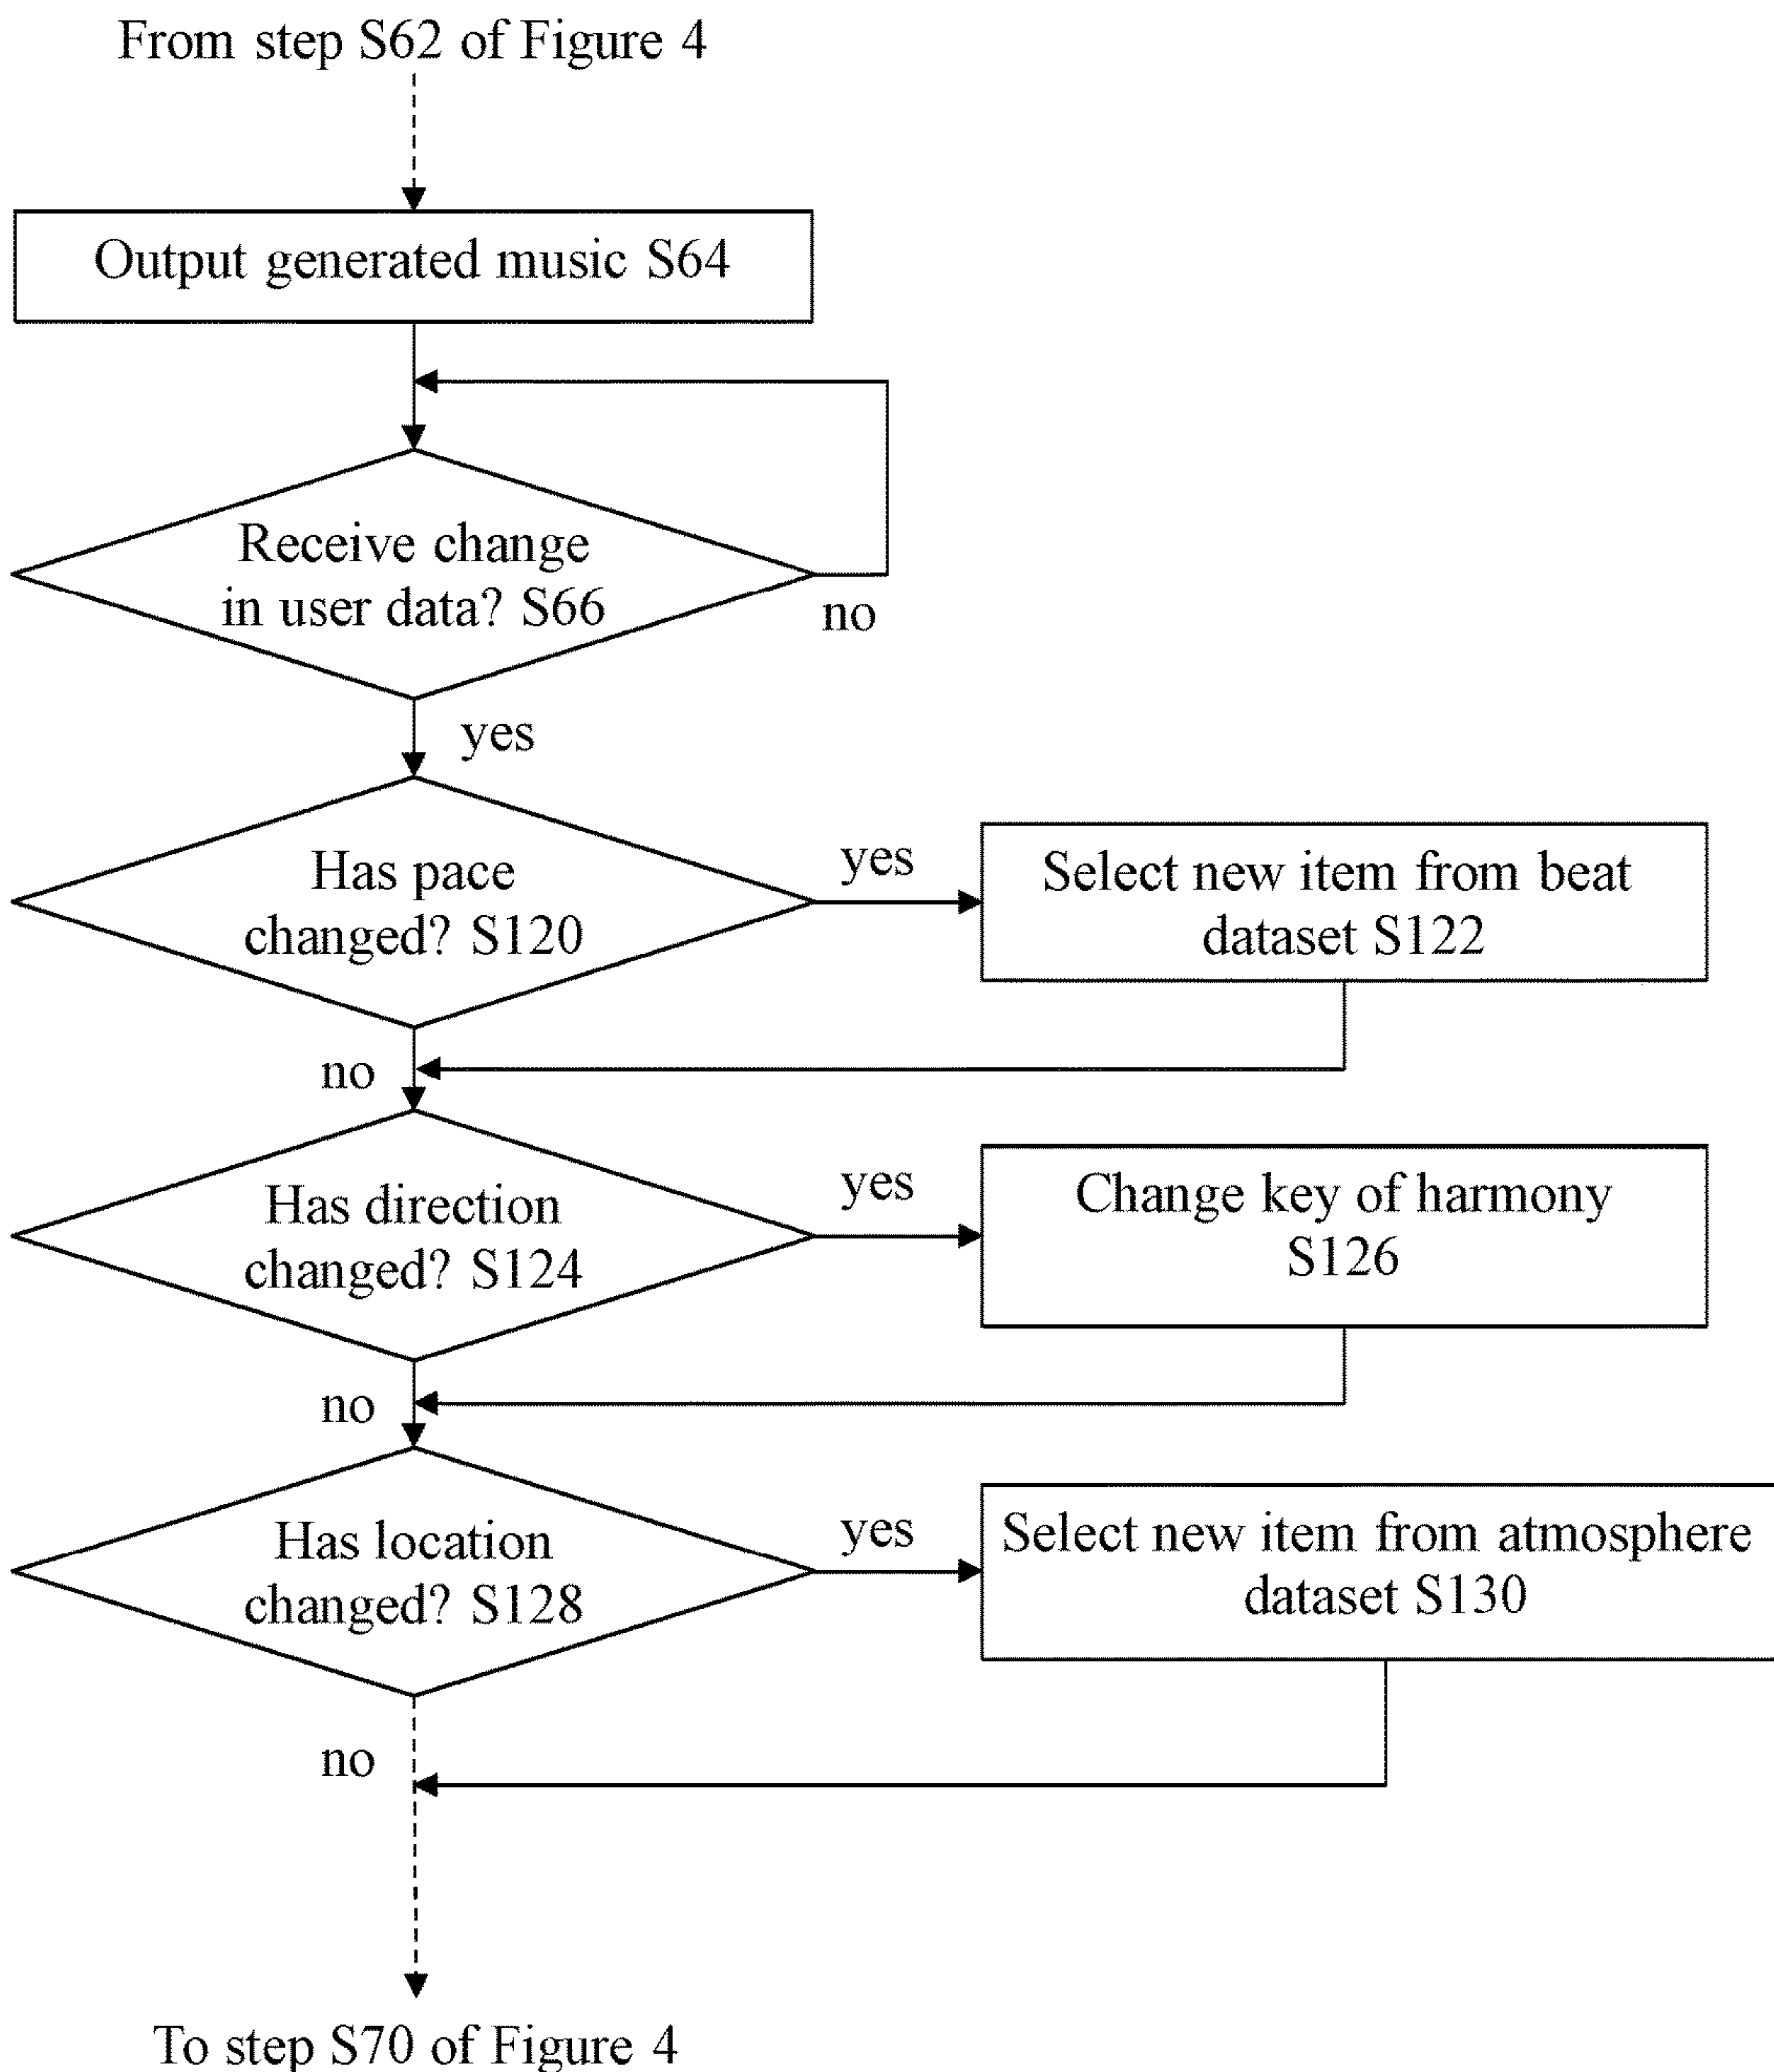 From step S62 of Figure 4
Output generated music S64
Receive change
in user data? S66
no
yes
Has pace
changed? S120
yes
Select new item from beat
dataset S122
no
Has direction
changed? S124
yes
Change key of harmony
S126
no
Has location
changed? S128
yes
Select new item from atmosphere
dataset S130
no
To step S70 of Figure 4